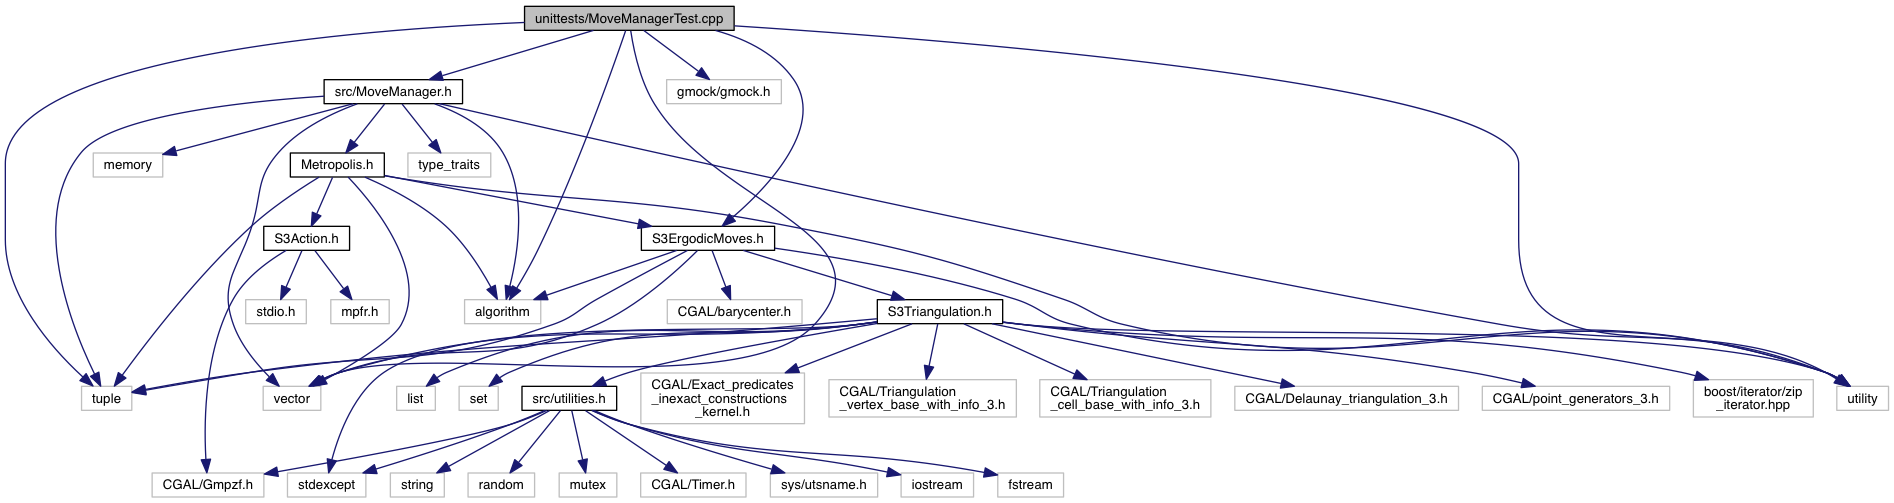 unittests/MoveManagerTest.cpp
src/MoveManager.h
gmock/gmock.h
memory
Metropolis.h
type_traits
S3Action.h
S3ErgodicMoves.h
stdio.h
mpfr.h
algorithm
CGAL/barycenter.h
S3Triangulation.h
tuple
vector
list
set
src/utilities.h
CGAL/Exact_predicates
_inexact_constructions
_kernel.h
CGAL/Triangulation
_vertex_base_with_info_3.h
CGAL/Triangulation
_cell_base_with_info_3.h
CGAL/Delaunay_triangulation_3.h
CGAL/point_generators_3.h
boost/iterator/zip
_iterator.hpp
utility
CGAL/Gmpzf.h
stdexcept
string
random
mutex
CGAL/Timer.h
sys/utsname.h
iostream
fstream